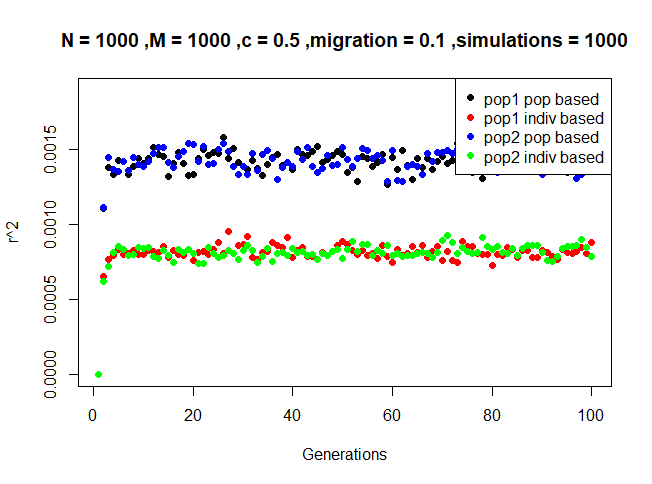 N = 1000 ,M = 1000 ,c = 0.5 ,migration = 0.1 ,simulations = 1000
pop1 pop based
pop1 indiv based
pop2 pop based
pop2 indiv based
0.0015
0.0010
0.0005
0.0000
r^2
0 20 40 60 80 100
Generations